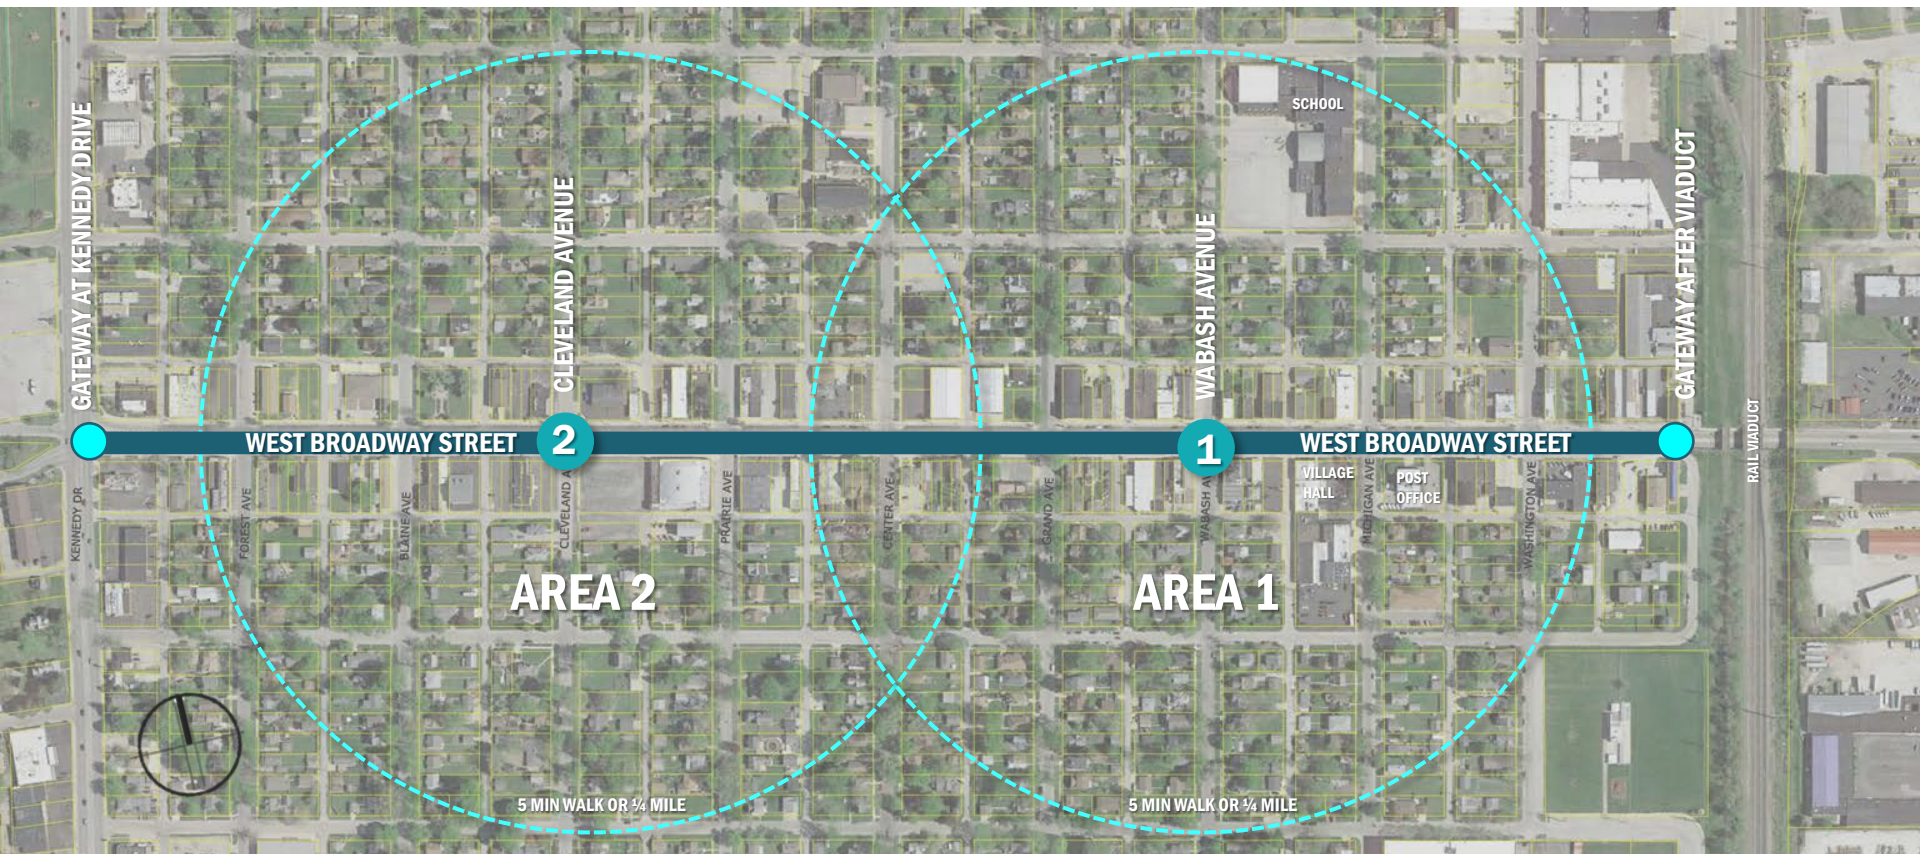 SCHOOL
GATEWAY AT KENNEDY DRIVE
CLEVELAND AVENUE
WABASH AVENUE
GATEWAY AFTER VIADUCT
RAIL VIADUCT
WEST BROADWAY STREET
2
1
WEST BROADWAY STREET
VILLAGE
HALL
POST
OFFICE
KENNEDY DR
FOREST AVE
BLAINE AVE
CLEVELAND A
PRAIRIE AVE
CENTER AVE
GRAND AVE
WABASH AV
MICHIGAN AVE
WASHINGTON AVE
AREA 2
AREA 1
5 MIN WALK OR ¼ MILE
5 MIN WALK OR ¼ MILE